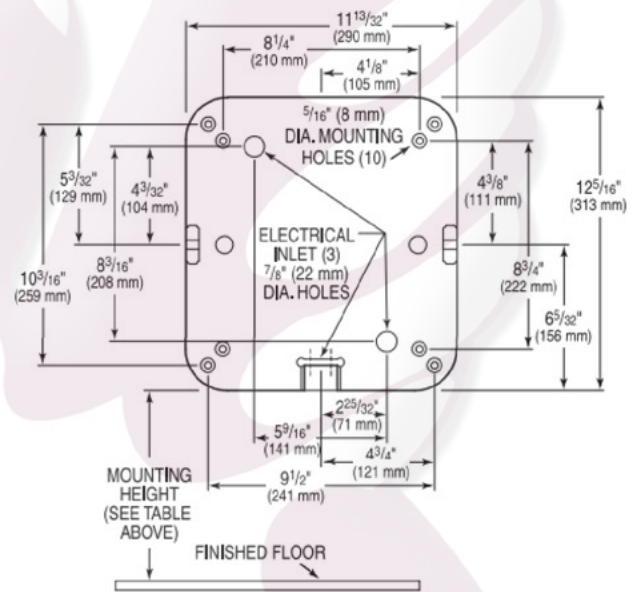 11 13/32"
(290 mm)
8 1/4"
(210 mm)
4 1/8"
(105 mm)
5/16" (8 mm)
DIA. MOUNTING
HOLES (10)
5 3/32"
(129 mm)
4 3/32"
(104 mm)
4 3/8"
(111 mm)
12 5/16"
(313 mm)
ELECTRICAL
INLET (3)
7/8" (22 mm)
DIA. HOLES
10 3/16"
(259 mm)
8 3/16"
(208 mm)
8 3/4"
(222 mm)
6 5/32"
(156 mm)
2 25/32"
(71 mm)
5 9/16"
(141 mm)
4 3/4"
(121 mm)
9 1/2"
(241 mm)
MOUNTING
HEIGHT
(SEE TABLE
ABOVE)
FINISHED FLOOR